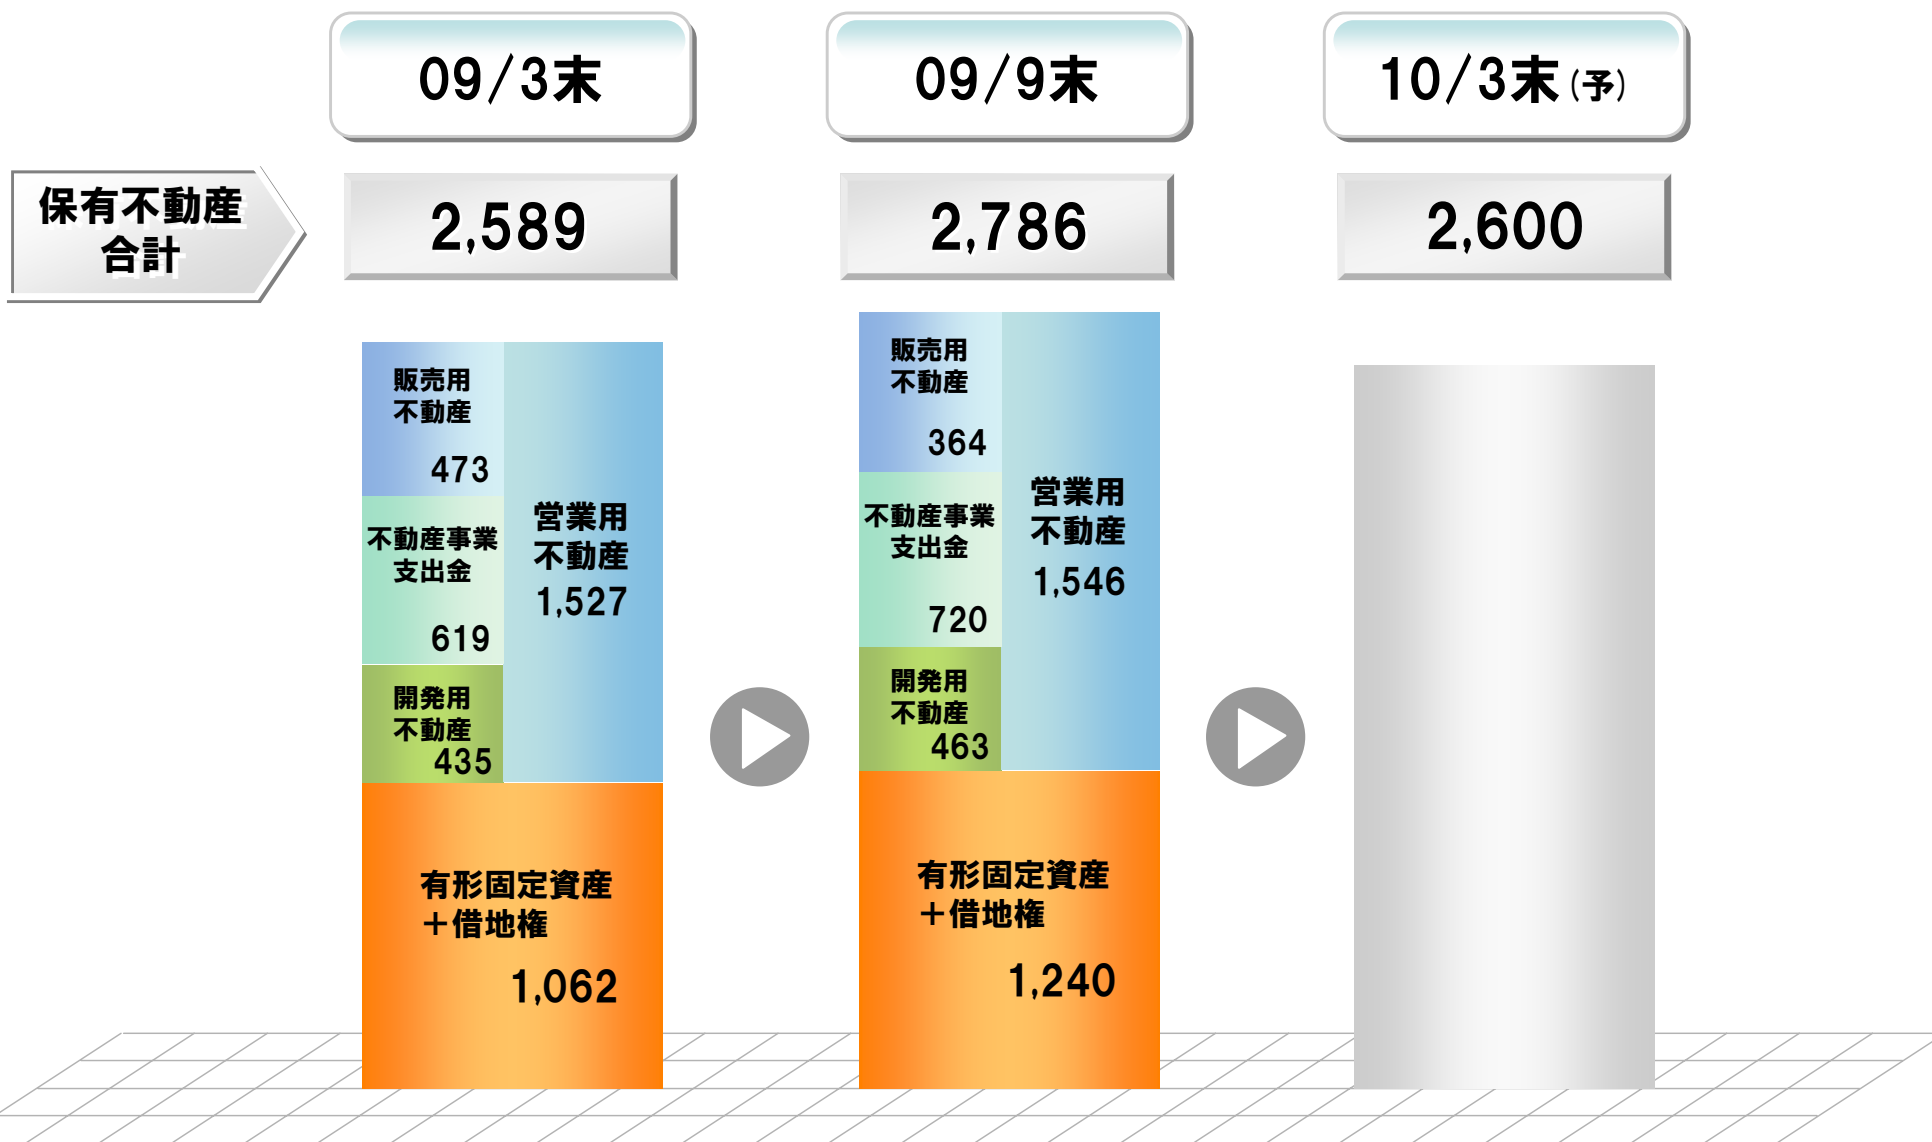 09/3末
09/9末
10/3末(予)
保有不動産
合計
2,589
2,786
2,600
販売用
不動産
473
不動産事業
支出金
619
開発用
不動産
435
営業用
不動産
1,527
有形固定資産
＋借地権
1,062
販売用
不動産
364
不動産事業
支出金
720
開発用
不動産
463
営業用
不動産
1,546
有形固定資産
＋借地権
1,240